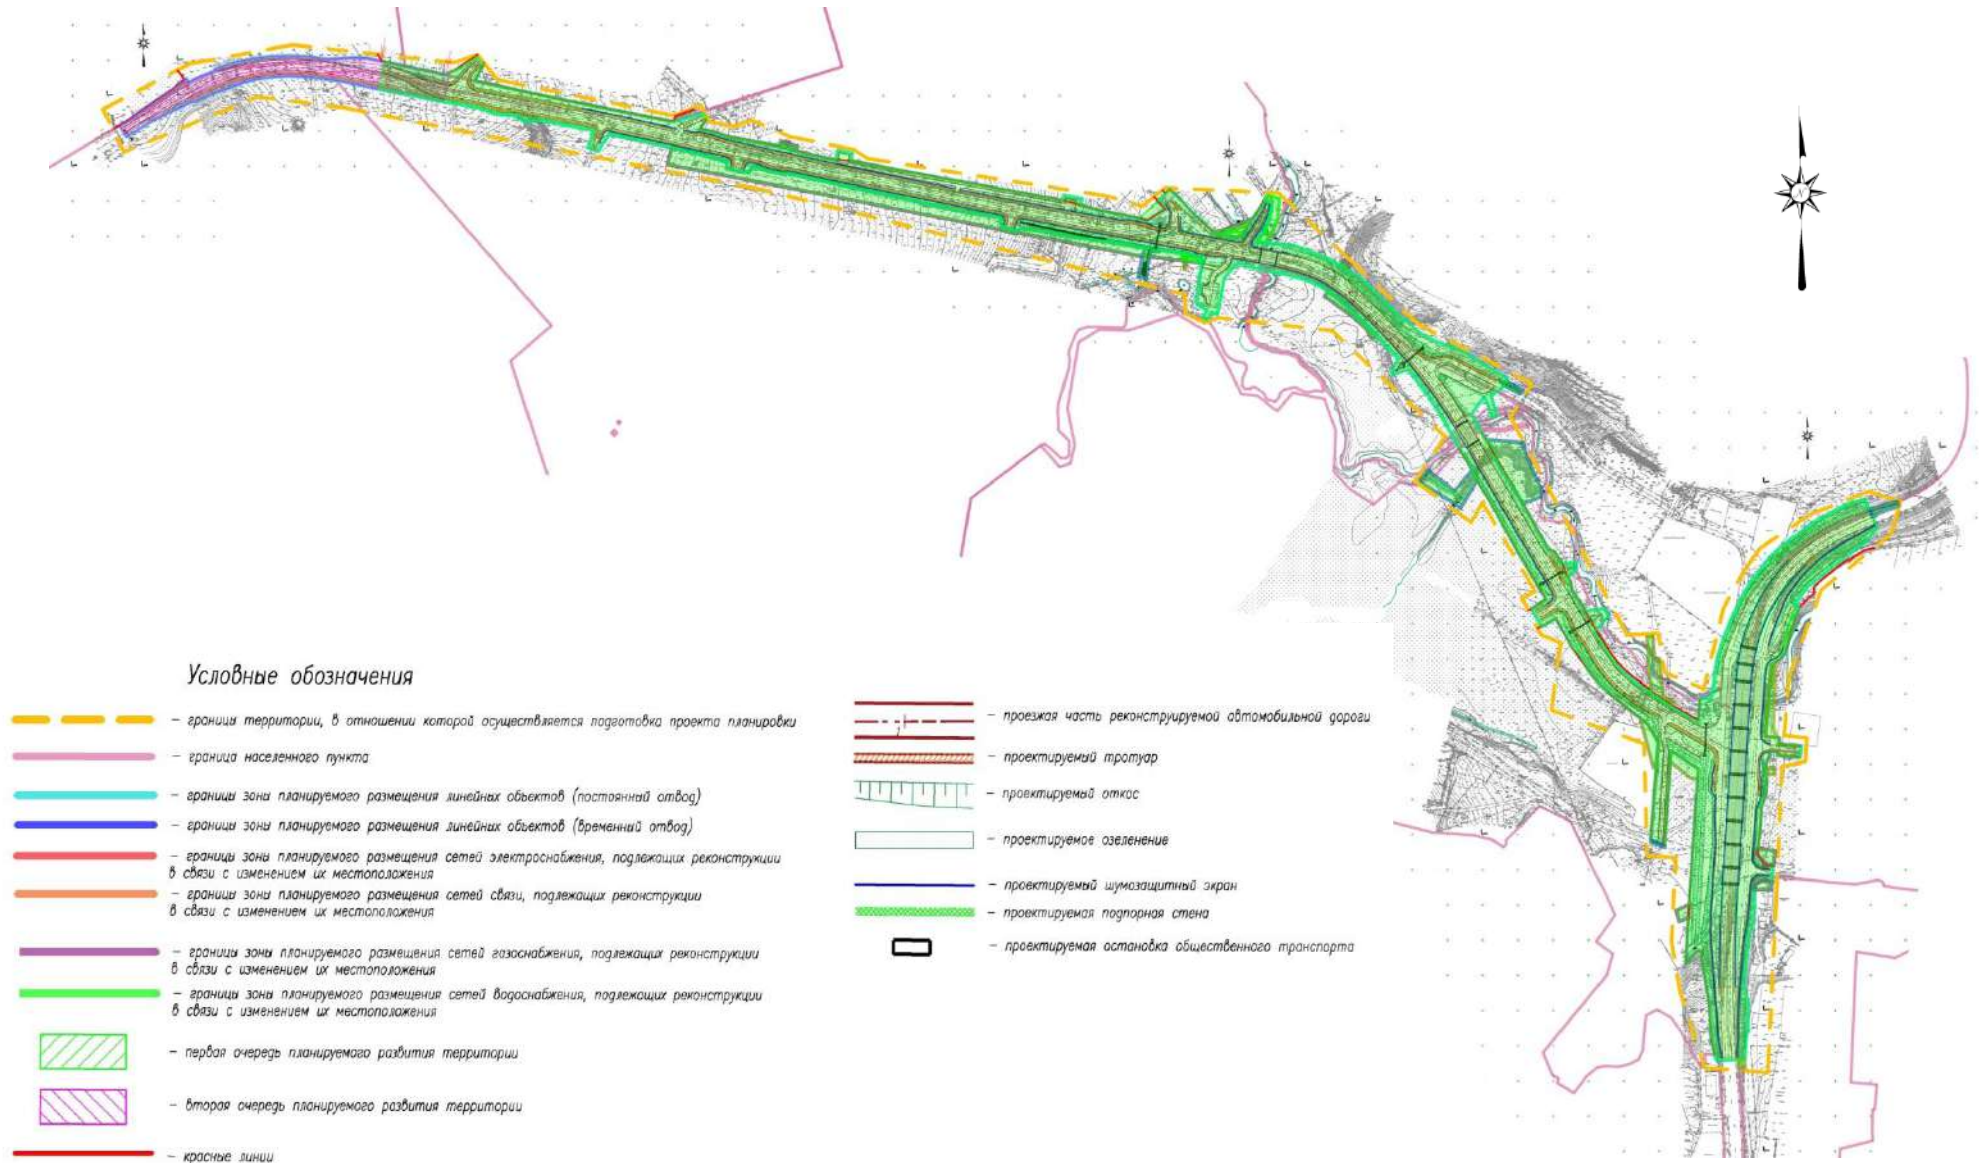 Условные обозначения
– границы территории, в отношении которой осуществляется подготовка проекта планировки
– граница населенного пункта
– границы зоны планируемого размещения линейных объектов (постоянный отвод)
– границы зоны планируемого размещения линейных объектов (временный отвод)
– границы зоны планируемого размещения сетей электроснабжения, подлежащих реконструкции
в связи с изменением их местоположения
– границы зоны планируемого размещения сетей связи, подлежащих реконструкции
в связи с изменением их местоположения
– границы зоны планируемого размещения сетей газоснабжения, подлежащих реконструкции
в связи с изменением их местоположения
– границы зоны планируемого размещения сетей водоснабжения, подлежащих реконструкции
в связи с изменением их местоположения
– первая очередь планируемого развития территории
– вторая очередь планируемого развития территории
– красные линии
– проезжая часть реконструируемой автомобильной дороги
– проектируемый тротуар
– проектируемый откос
– проектируемое озеленение
– проектируемый шумозащитный экран
– проектируемая подпорная стена
– проектируемая остановка общественного транспорта